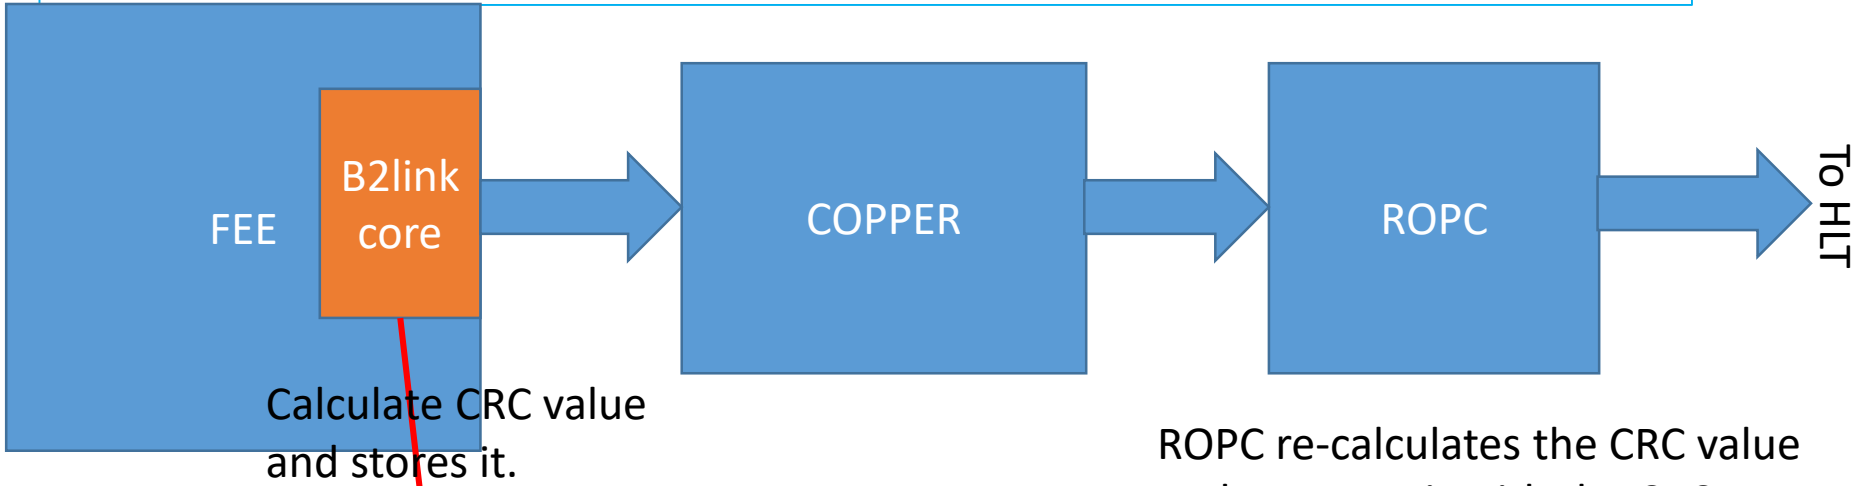 FEE
B2link
core
COPPER
ROPC
To HLT
Calculate CRC value
and stores it.
ROPC re-calculates the CRC value